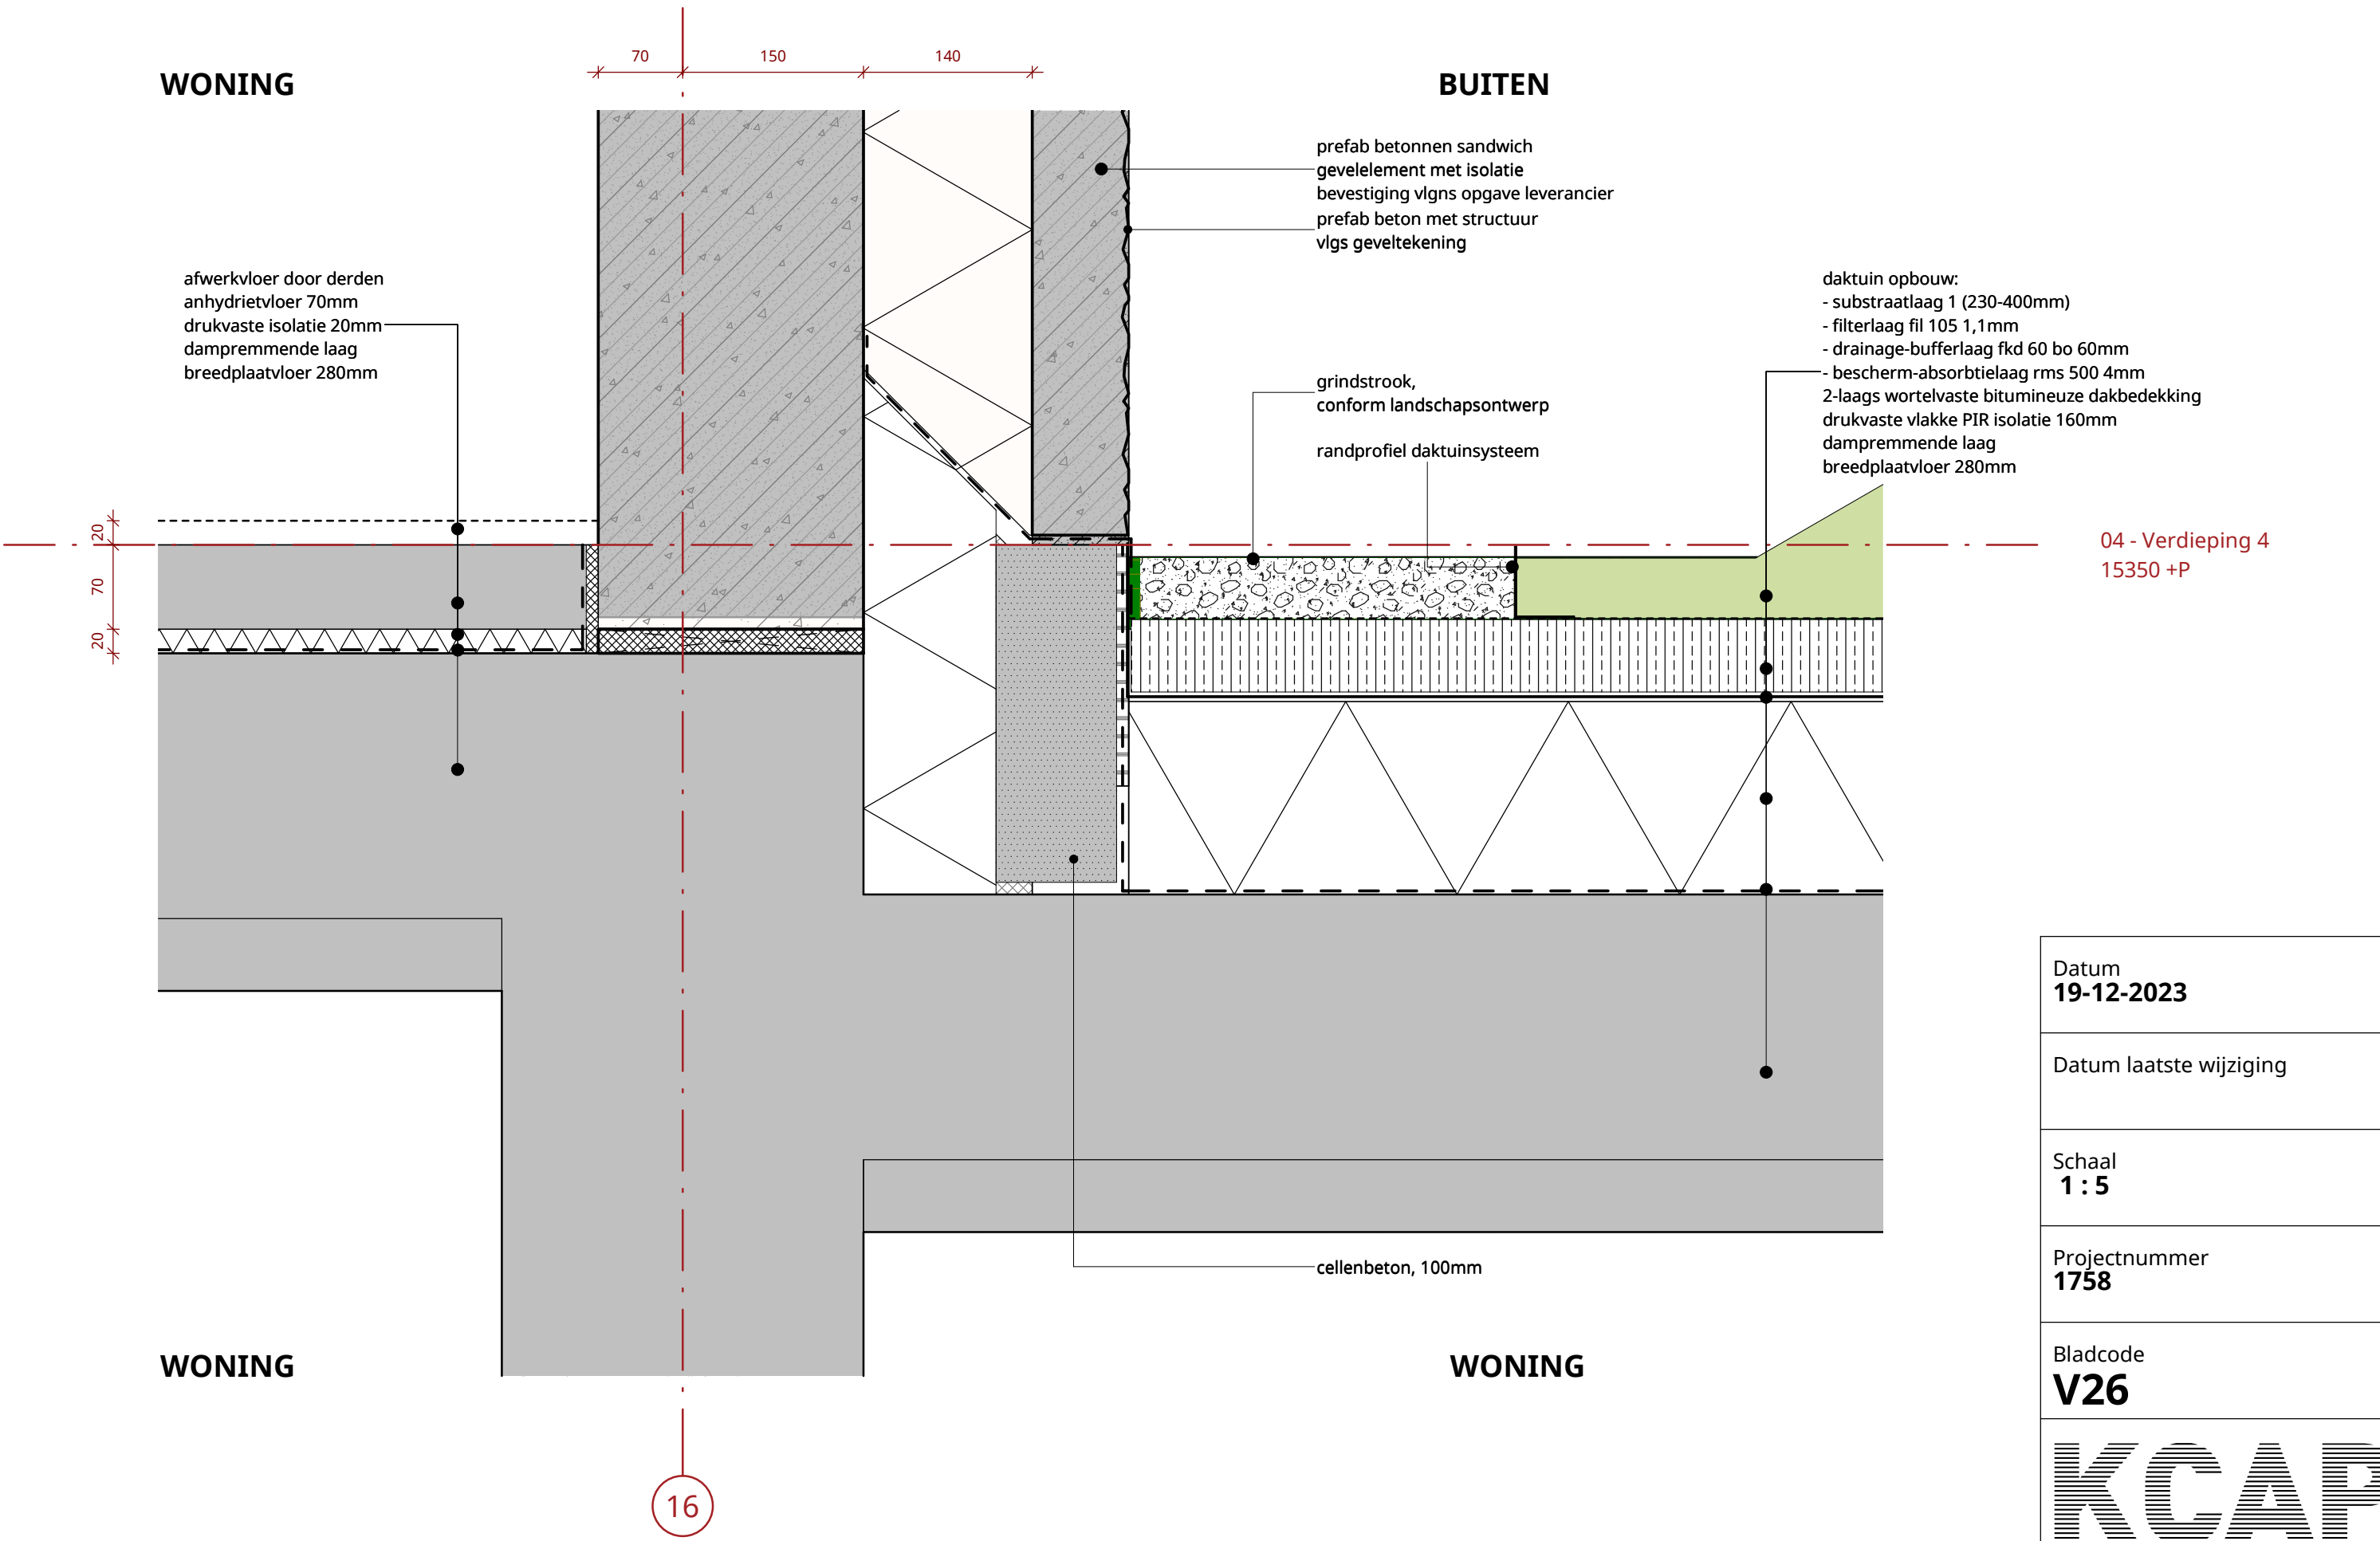 70
150
140
WONING
BUITEN
prefab betonnen sandwich
gevelelement met isolatie
bevestiging vlgns opgave leverancier
prefab beton met structuur
vlgs geveltekening
afwerkvloer door derden
anhydrietvloer 70mm
drukvaste isolatie 20mm
dampremmende laag
breedplaatvloer 280mm
daktuin opbouw:
- substraatlaag 1 (230-400mm)
- filterlaag fil 105 1,1mm
- drainage-bufferlaag fkd 60 bo 60mm
- bescherm-absorbtielaag rms 500 4mm
2-laags wortelvaste bitumineuze dakbedekking
drukvaste vlakke PIR isolatie 160mm
dampremmende laag
breedplaatvloer 280mm
grindstrook,
conform landschapsontwerp
randprofiel daktuinsysteem
20
70
20
04 - Verdieping 4
15350 +P
cellenbeton, 100mm
WONING
WONING
16
Datum
19-12-2023
Datum laatste wijziging
Schaal
1 : 5
Projectnummer
1758
Bladcode
V26
KCAP